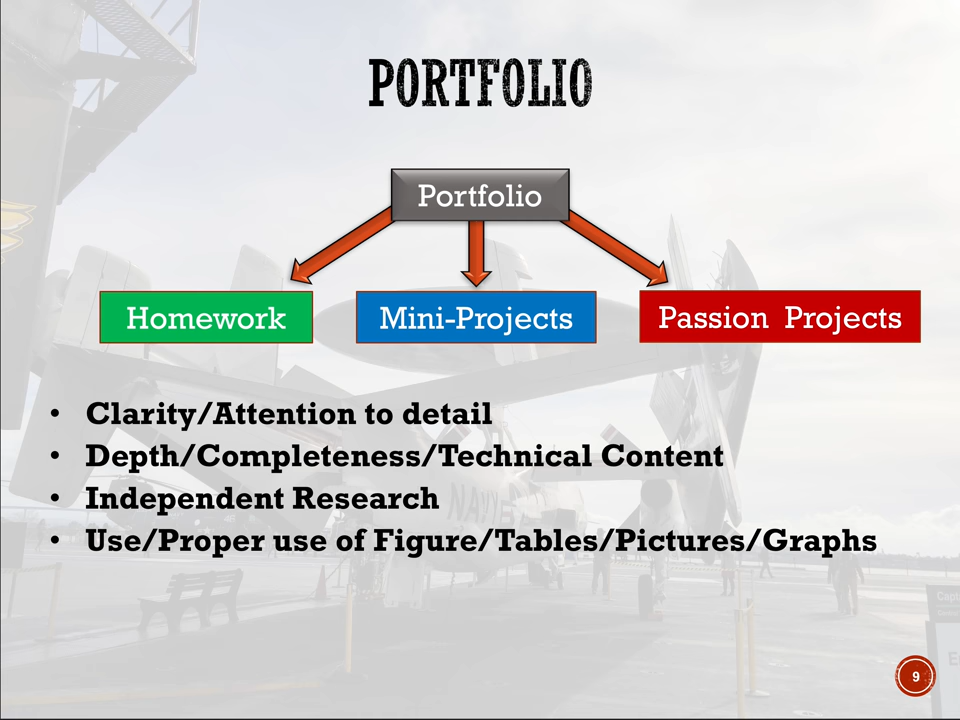 PORTFOLIO
Portfolio
Homework
Mini-Projects
Passion Projects
• Clarity/Attention to detail
• Depth/Completeness/Technical Content
• Independent Research
• Use/Proper use of Figure/Tables/Pictures/Graphs
NAVY
9